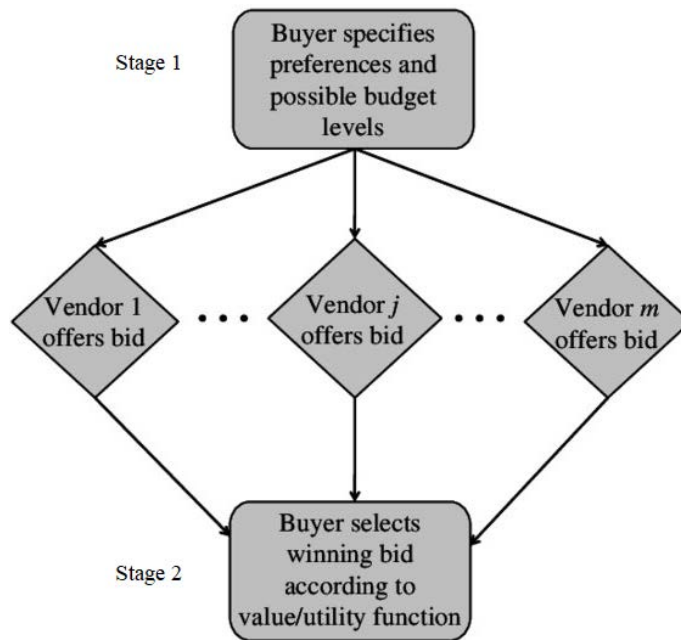 Stage 1
Buyer specifies
preferences and
possible budget
levels
Vendor 1
offers bid
• • •
Vendor j
offers bid
• • •
Vendor m
offers bid
Stage 2
Buyer selects
winning bid
according to
value/utility function